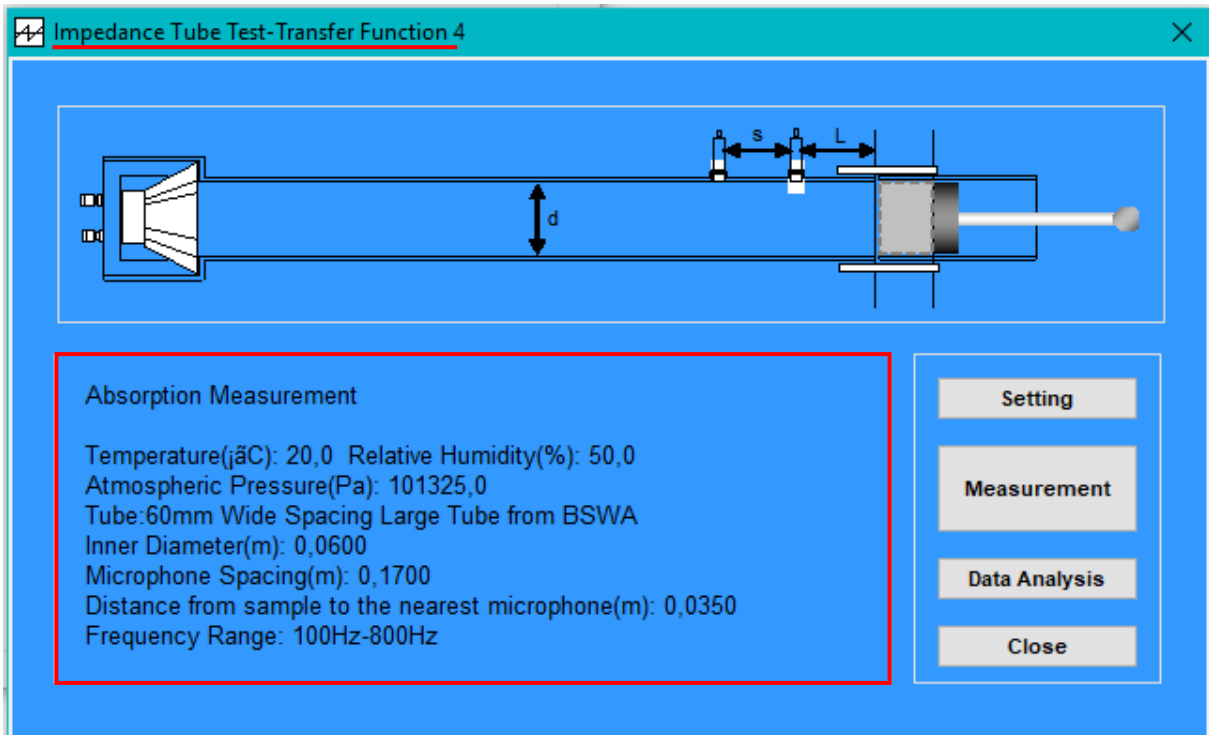 Impedance Tube Test-Transfer Function 4
s
L
d
Absorption Measurement
Temperature(¡ãC): 20,0 Relative Humidity(%): 50,0
Atmospheric Pressure(Pa): 101325,0
Tube:60mm Wide Spacing Large Tube from BSWA
Inner Diameter(m): 0,0600
Microphone Spacing(m): 0,1700
Distance from sample to the nearest microphone(m): 0,0350
Frequency Range: 100Hz-800Hz
Setting
Measurement
Data Analysis
Close